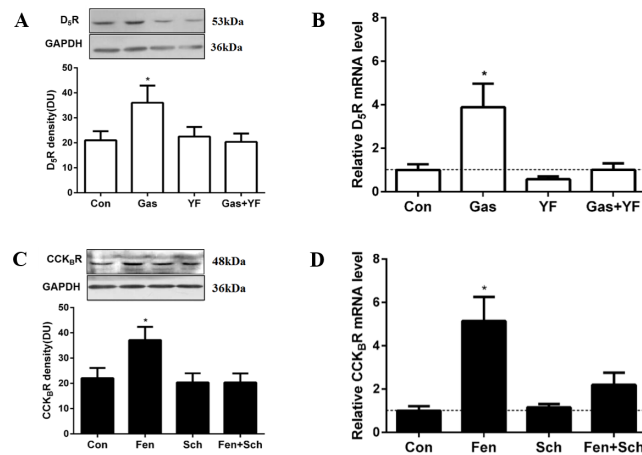 A
D₅R
53kDa
GAPDH
36kDa
D₅R density(DU)
50
40
30
20
10
0
*
Con Gas YF Gas+YF
B
Relative D₅R mRNA level
8
6
4
2
0
*
Con Gas YF Gas+YF
C
CCKBR
48kDa
GAPDH
36kDa
CCKBR density(DU)
50
40
30
20
10
0
*
Con Fen Sch Fen+Sch
D
Relative CCKBR mRNA level
8
6
4
2
0
*
Con Fen Sch Fen+Sch